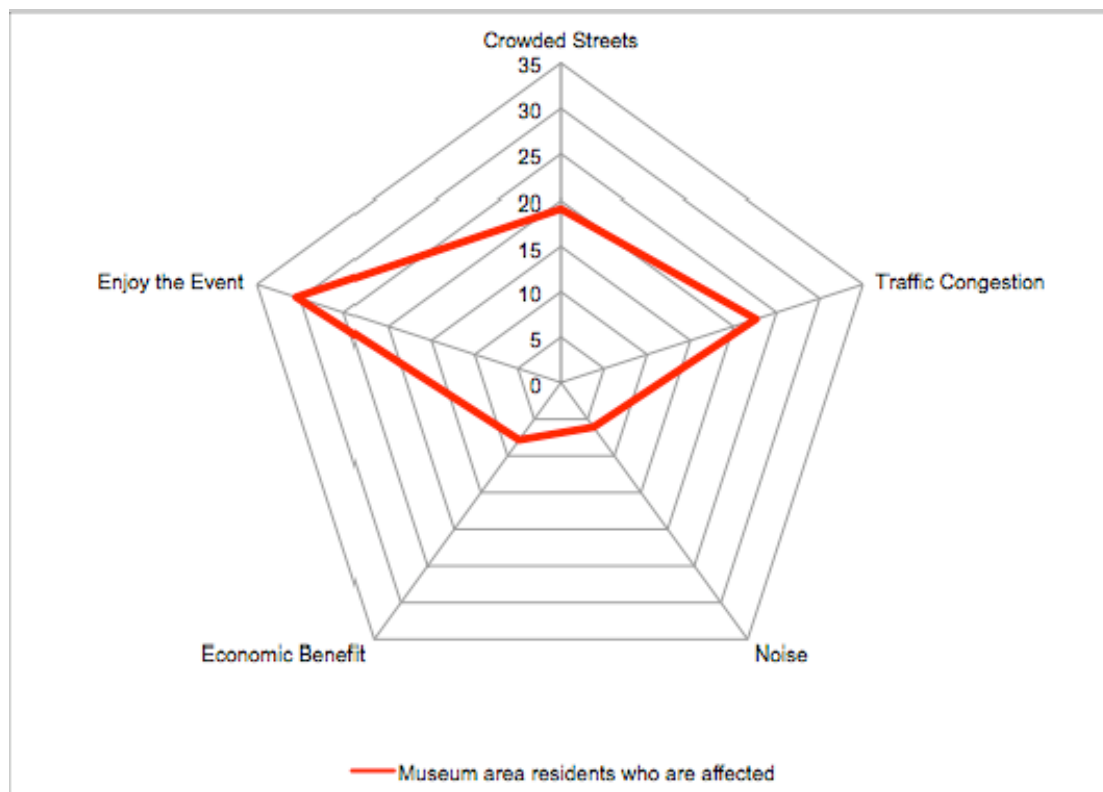 Crowded Streets
35
30
25
20
15
10
5
0
Enjoy the Event
Traffic Congestion
Economic Benefit
Noise
Museum area residents who are affected